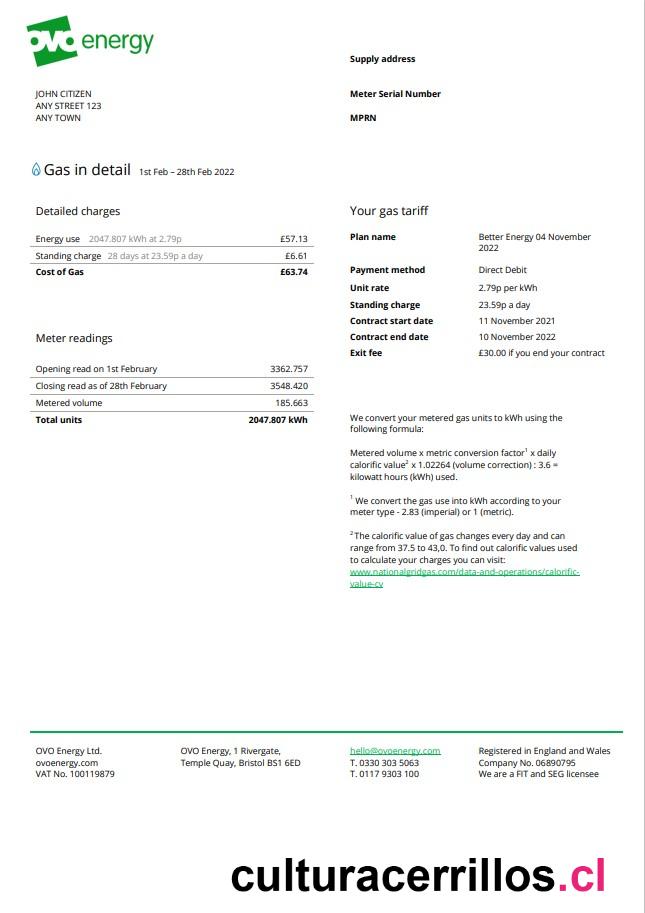 ovo energy
Supply address
JOHN CITIZEN
ANY STREET 123
ANY TOWN
Meter Serial Number
MPRN
Gas in detail 1st Feb – 28th Feb 2022
Detailed charges
Energy use 2047.807 kWh at 2.79p £57.13
Standing charge 28 days at 23.59p a day £6.61
Cost of Gas £63.74
Meter readings
Opening read on 1st February 3362.757
Closing read as of 28th February 3548.420
Metered volume 185.663
Total units 2047.807 kWh
Your gas tariff
Plan name Better Energy 04 November
2022
Payment method Direct Debit
Unit rate 2.79p per kWh
Standing charge 23.59p a day
Contract start date 11 November 2021
Contract end date 10 November 2022
Exit fee £30.00 if you end your contract
We convert your metered gas units to kWh using the
following formula:
Metered volume x metric conversion factor¹ x daily
calorific value² x 1.02264 (volume correction) : 3.6 =
kilowatt hours (kWh) used.
¹ We convert the gas use into kWh according to your
meter type - 2.83 (imperial) or 1 (metric).
² The calorific value of gas changes every day and can
range from 37.5 to 43,0. To find out calorific values used
to calculate your charges you can visit:
www.nationalgridgas.com/data-and-operations/calorific-
value-cv
OVO Energy Ltd.
ovoenergy.com
VAT No. 100119879
OVO Energy, 1 Rivergate,
Temple Quay, Bristol BS1 6ED
hello@ovoenergy.com
T. 0330 303 5063
T. 0117 9303 100
Registered in England and Wales
Company No. 06890795
We are a FIT and SEG licensee
culturacerrillos.cl